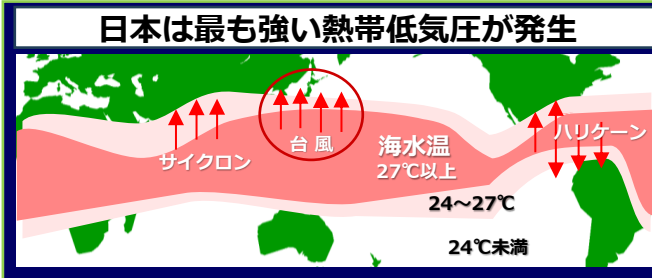 日本は最も強い熱帯低気圧が発生
サイクロン
台 風
海水温
27℃以上
ハリケーン
24～27℃
24℃未満